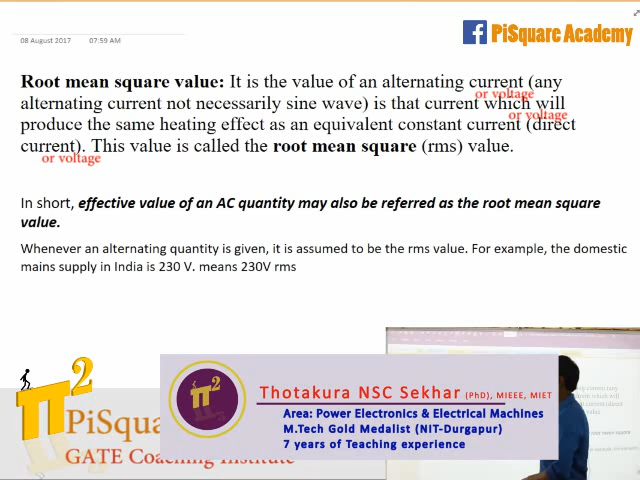 08 August 2017 07:59 AM
PiSquare Academy
Root mean square value: It is the value of an alternating current (any
or voltage
alternating current not necessarily sine wave) is that current which will
or voltage
produce the same heating effect as an equivalent constant current (direct
current). This value is called the root mean square (rms) value.
or voltage
In short, effective value of an AC quantity may also be referred as the root mean square
value.
Whenever an alternating quantity is given, it is assumed to be the rms value. For example, the domestic
mains supply in India is 230 V. means 230V rms
π2
PiSqua
GATE Coaching Institute
Thotakura NSC Sekhar (PhD), MIEEE, MIET
Area: Power Electronics & Electrical Machines
M.Tech Gold Medalist (NIT-Durgapur)
7 years of Teaching experience